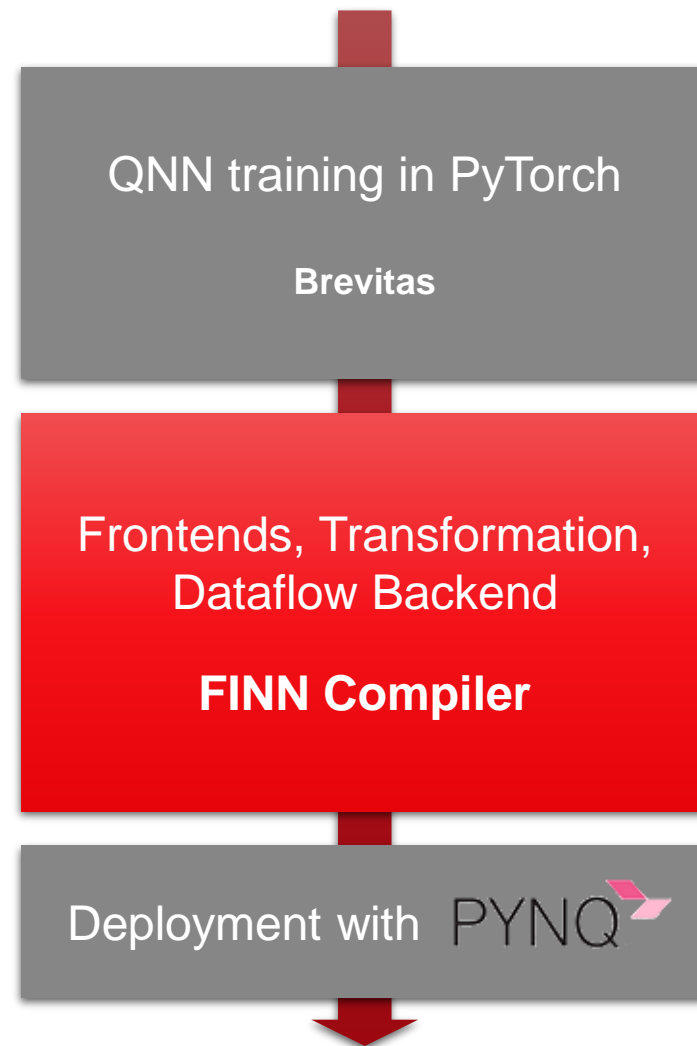 QNN training in PyTorch
Brevitas
Frontends, Transformation,
Dataflow Backend
FINN Compiler
Deployment with PYNQ